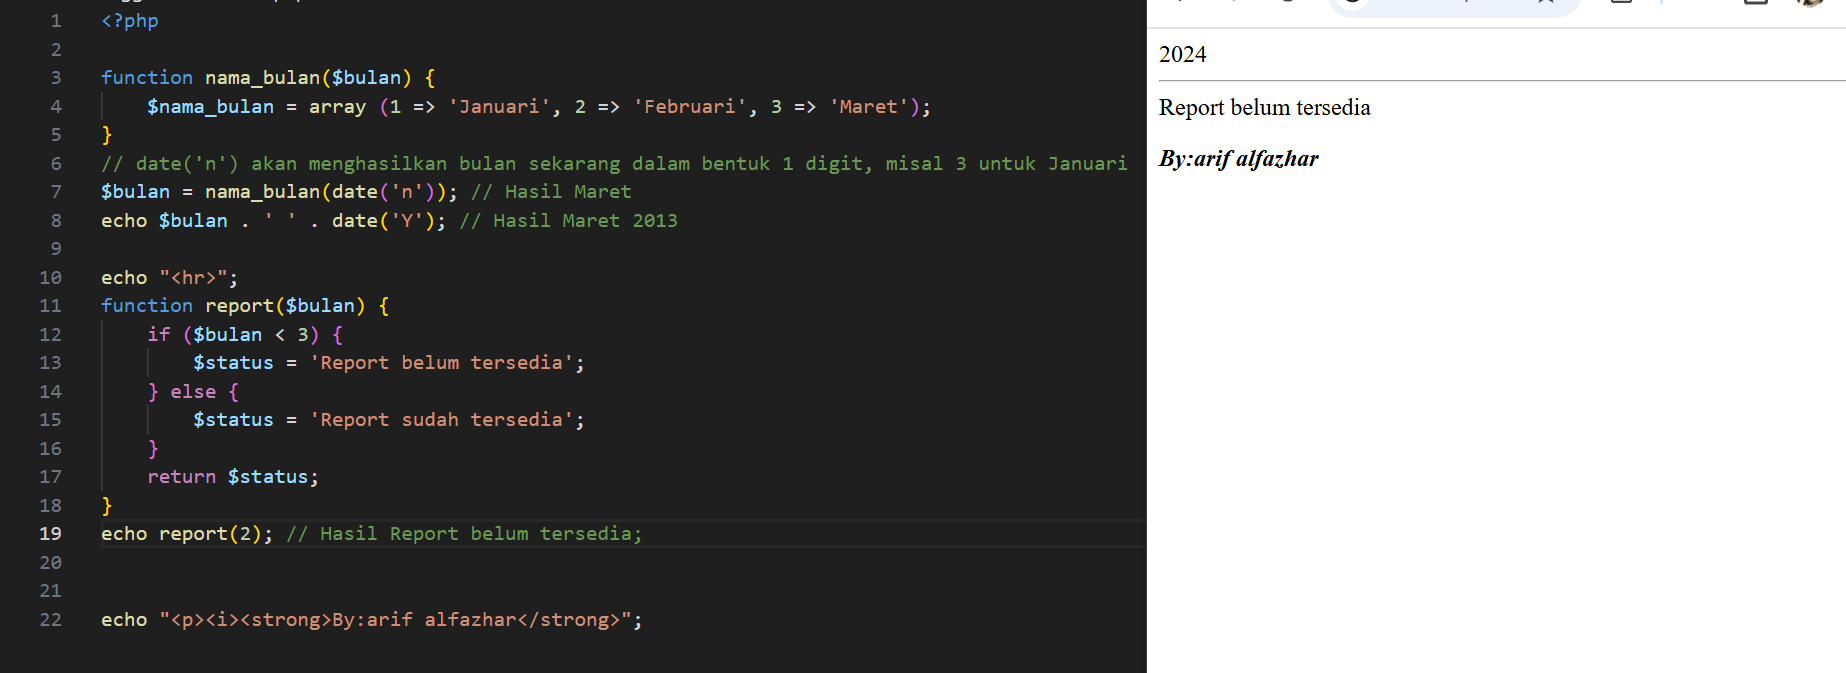 1 <?php
2
3 function nama_bulan($bulan) {
4 $nama_bulan = array (1 => 'Januari', 2 => 'Februari', 3 => 'Maret');
5 }
6 // date('n') akan menghasilkan bulan sekarang dalam bentuk 1 digit, misal 3 untuk Januari
7 $bulan = nama_bulan(date('n')); // Hasil Maret
8 echo $bulan . ' ' . date('Y'); // Hasil Maret 2013
9
10 echo "<hr>";
11 function report($bulan) {
12 if ($bulan < 3) {
13 $status = 'Report belum tersedia';
14 } else {
15 $status = 'Report sudah tersedia';
16 }
17 return $status;
18 }
19 echo report(2); // Hasil Report belum tersedia;
20
21
22 echo "<p><i><strong>By:arif alfazhar</strong>";
2024
Report belum tersedia
By:arif alfazhar